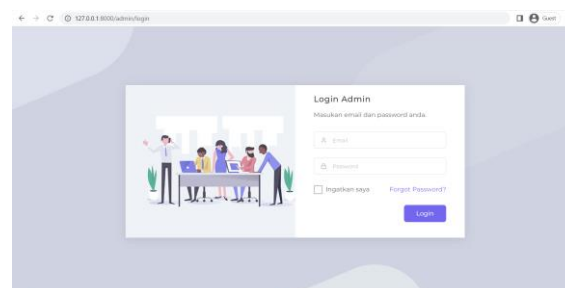 127.0.0.1:8000/admin/login
Guest
Login Admin
Masukan email dan password anda.
Email
Password
Ingatkan saya
Forgot Password?
Login